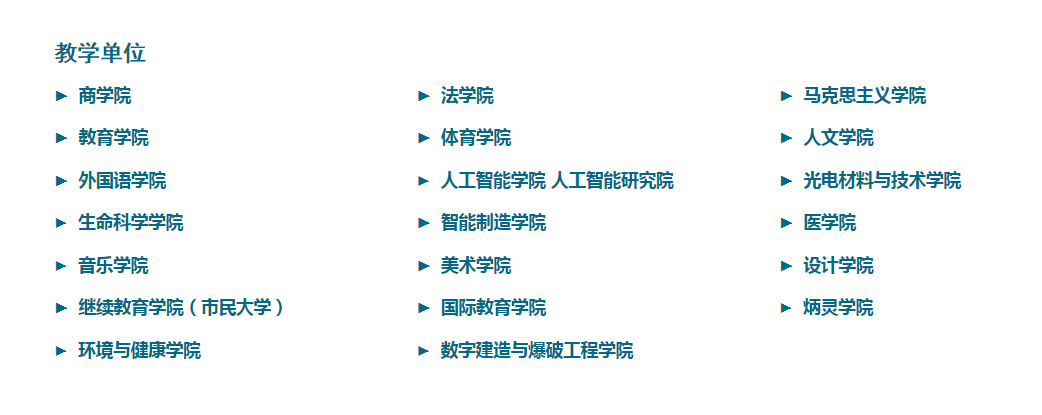 教学单位
商学院
法学院
马克思主义学院
教育学院
体育学院
人文学院
外国语学院
人工智能学院 人工智能研究院
光电材料与技术学院
生命科学学院
智能制造学院
医学院
音乐学院
美术学院
设计学院
继续教育学院（市民大学）
国际教育学院
炳灵学院
环境与健康学院
数字建造与爆破工程学院